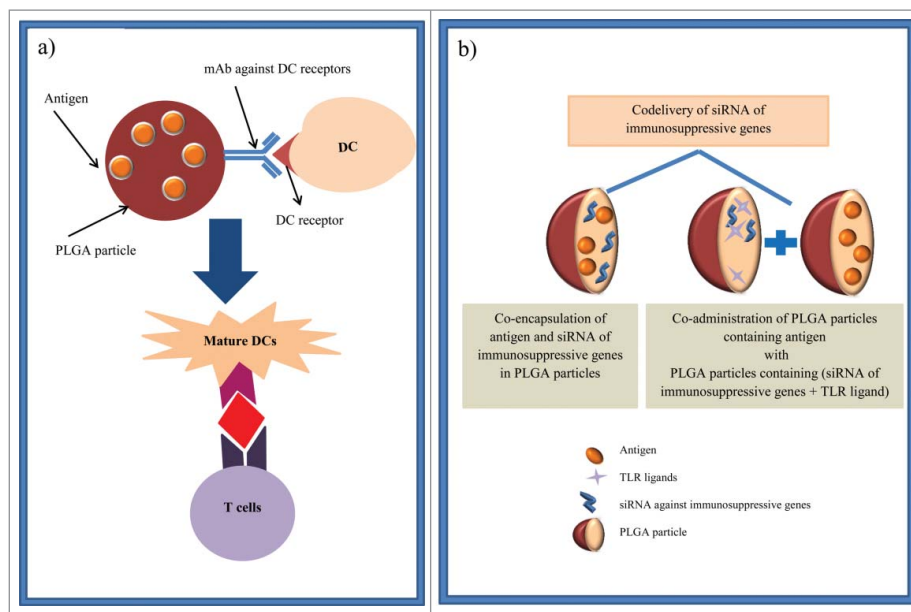 a)
mAb against DC receptors
Antigen
DC
DC receptor
PLGA particle
Mature DCs
T cells
b)
Codelivery of siRNA of
immunosuppressive genes
Co-encapsulation of
antigen and siRNA of
immunosuppressive genes
in PLGA particles
Co-administration of PLGA particles
containing antigen
with
PLGA particles containing (siRNA of
immunosuppressive genes + TLR ligand)
Antigen
TLR ligands
siRNA against immunosuppressive genes
PLGA particle